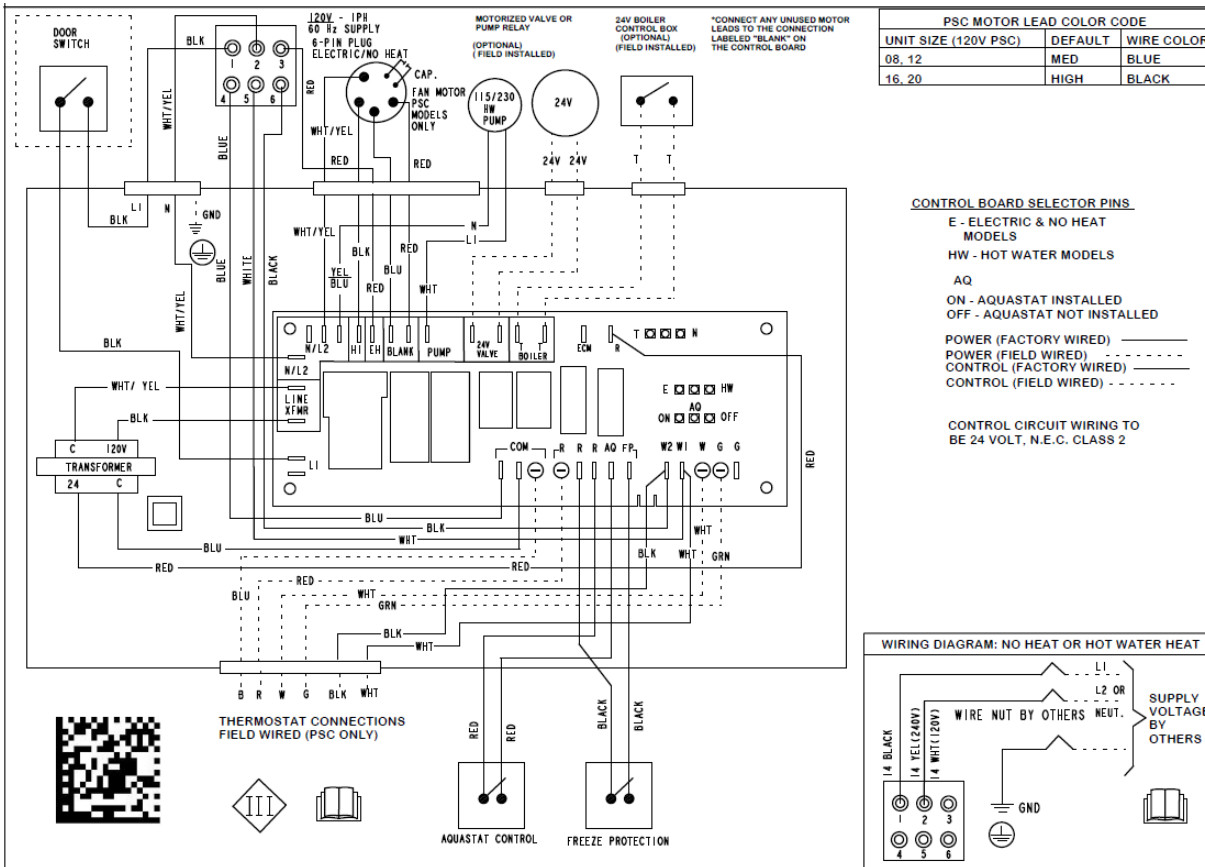 DOOR
SWITCH
BLK
WHT/YEL
1 2 3
4 5 6
120V - 1PH
60 Hz SUPPLY
6-PIN PLUG
ELECTRIC/NO HEAT
RED
BLUE
WHT/YEL
CAP.
FAN MOTOR
PSC
MODELS
ONLY
RED
RED
MOTORIZED VALVE OR
PUMP RELAY
(OPTIONAL)
( FIELD INSTALLED)
115/230
HW
PUMP
24V
24V 24V
24V BOILER
CONTROL BOX
(OPTIONAL)
(FIELD INSTALLED)
T T
*CONNECT ANY UNUSED MOTOR
LEADS TO THE CONNECTION
LABELED "BLANK" ON
THE CONTROL BOARD
PSC MOTOR LEAD COLOR CODE
UNIT SIZE (120V PSC) DEFAULT WIRE COLOR
08, 12 MED BLUE
16, 20 HIGH BLACK
CONTROL BOARD SELECTOR PINS
E - ELECTRIC & NO HEAT
MODELS
HW - HOT WATER MODELS
AQ
ON - AQUASTAT INSTALLED
OFF - AQUASTAT NOT INSTALLED
POWER (FACTORY WIRED)
POWER (FIELD WIRED)
CONTROL (FACTORY WIRED)
CONTROL (FIELD WIRED)
CONTROL CIRCUIT WIRING TO
BE 24 VOLT, N.E.C. CLASS 2
L1 N
BLK
GND
WHT/YEL
BLUE
WHITE
BLACK
WHT/YEL
YEL
BLU
BLK
RED
BLU
RED
WHT
N
L1
N/L2 HI EH BLANK PUMP 24V VALVE T T BOILER ECM R
T N
N/L2
LINE
XFMR
L1
E HW
AQ
ON OFF
COM R R R AQ FP W2 W1 W G G
BLK
WHT/ YEL
BLK
C 120V
TRANSFORMER
24 C
RED
BLU
BLK
WHT
BLU
RED
RED
RED
BLU
WHT
GRN
BLK
WHT
BLK
WHT
WHT
GRN
B R W G BLK WHT
THERMOSTAT CONNECTIONS
FIELD WIRED (PSC ONLY)
III
RED
RED
BLACK
BLACK
AQUASTAT CONTROL
FREEZE PROTECTION
WIRING DIAGRAM: NO HEAT OR HOT WATER HEAT
L1
L2 OR
NEUT.
WIRE NUT BY OTHERS
SUPPLY
VOLTAGE
BY
OTHERS
14 BLACK
14 YEL(240V)
14 WHT(120V)
GND
1 2 3
4 5 6